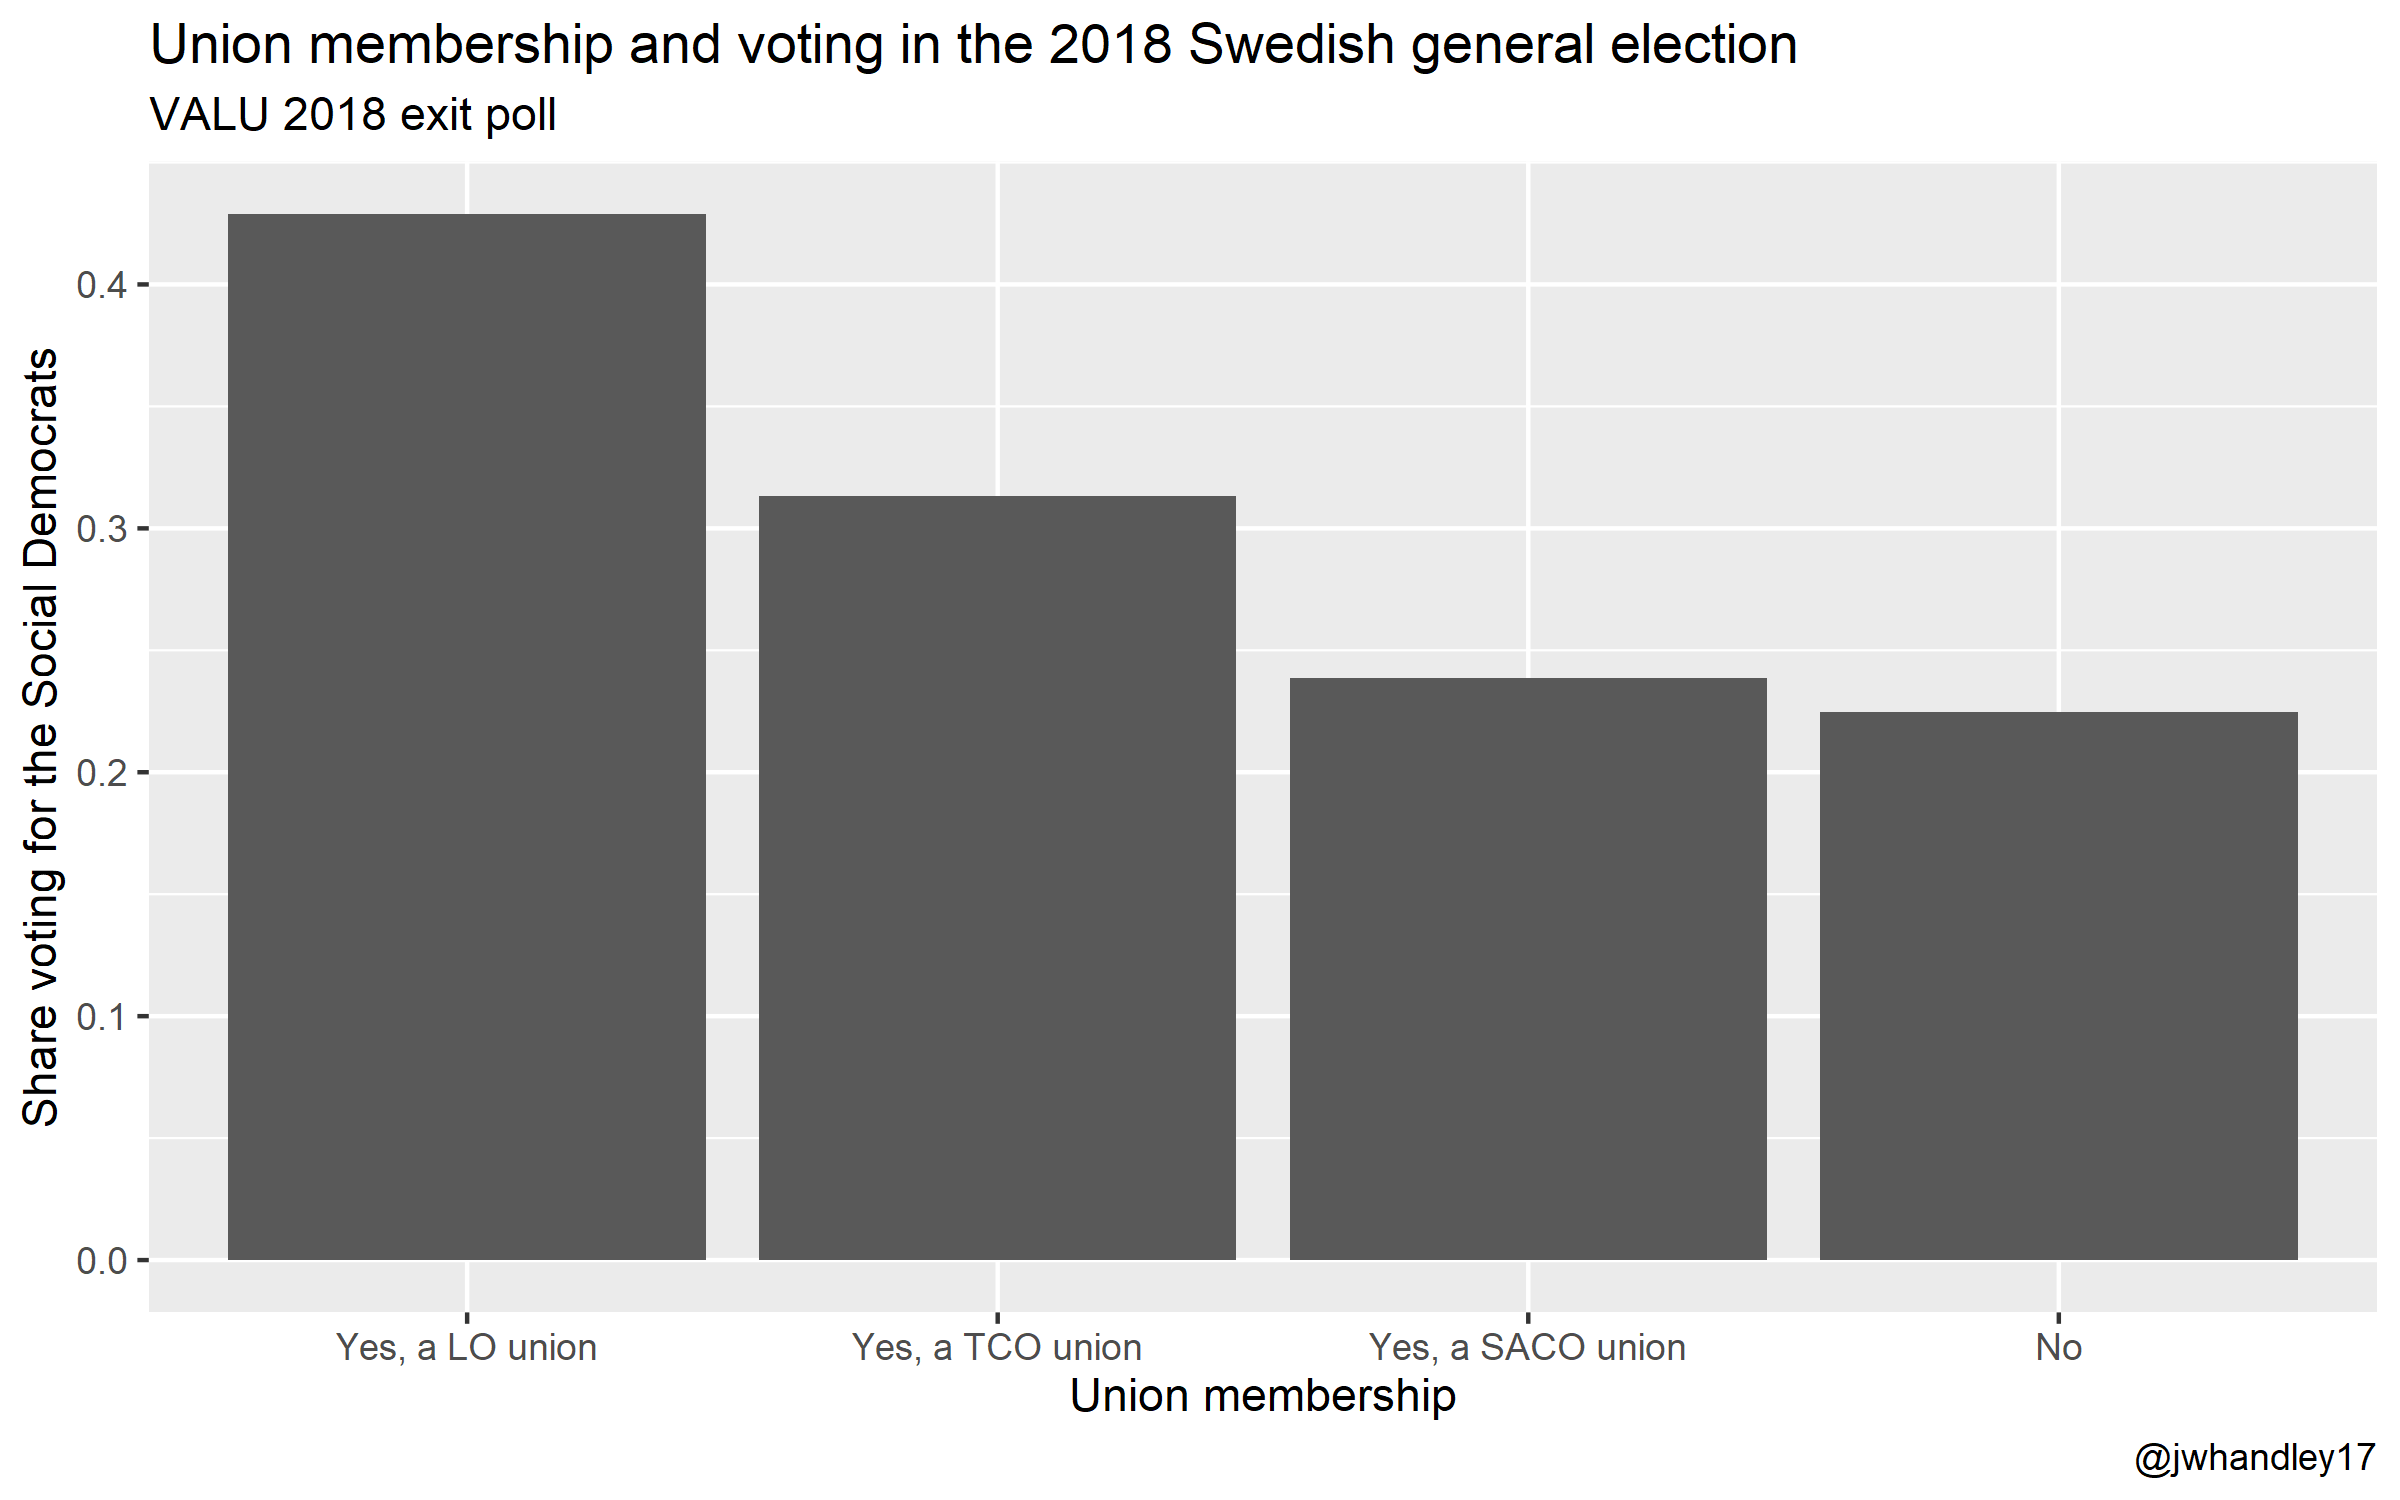 Union membership and voting in the 2018 Swedish general election
VALU 2018 exit poll
Share voting for the Social Democrats
0.4
0.3
0.2
0.1
0.0
Yes, a LO union
Yes, a TCO union
Yes, a SACO union
No
Union membership
@jwhandley17